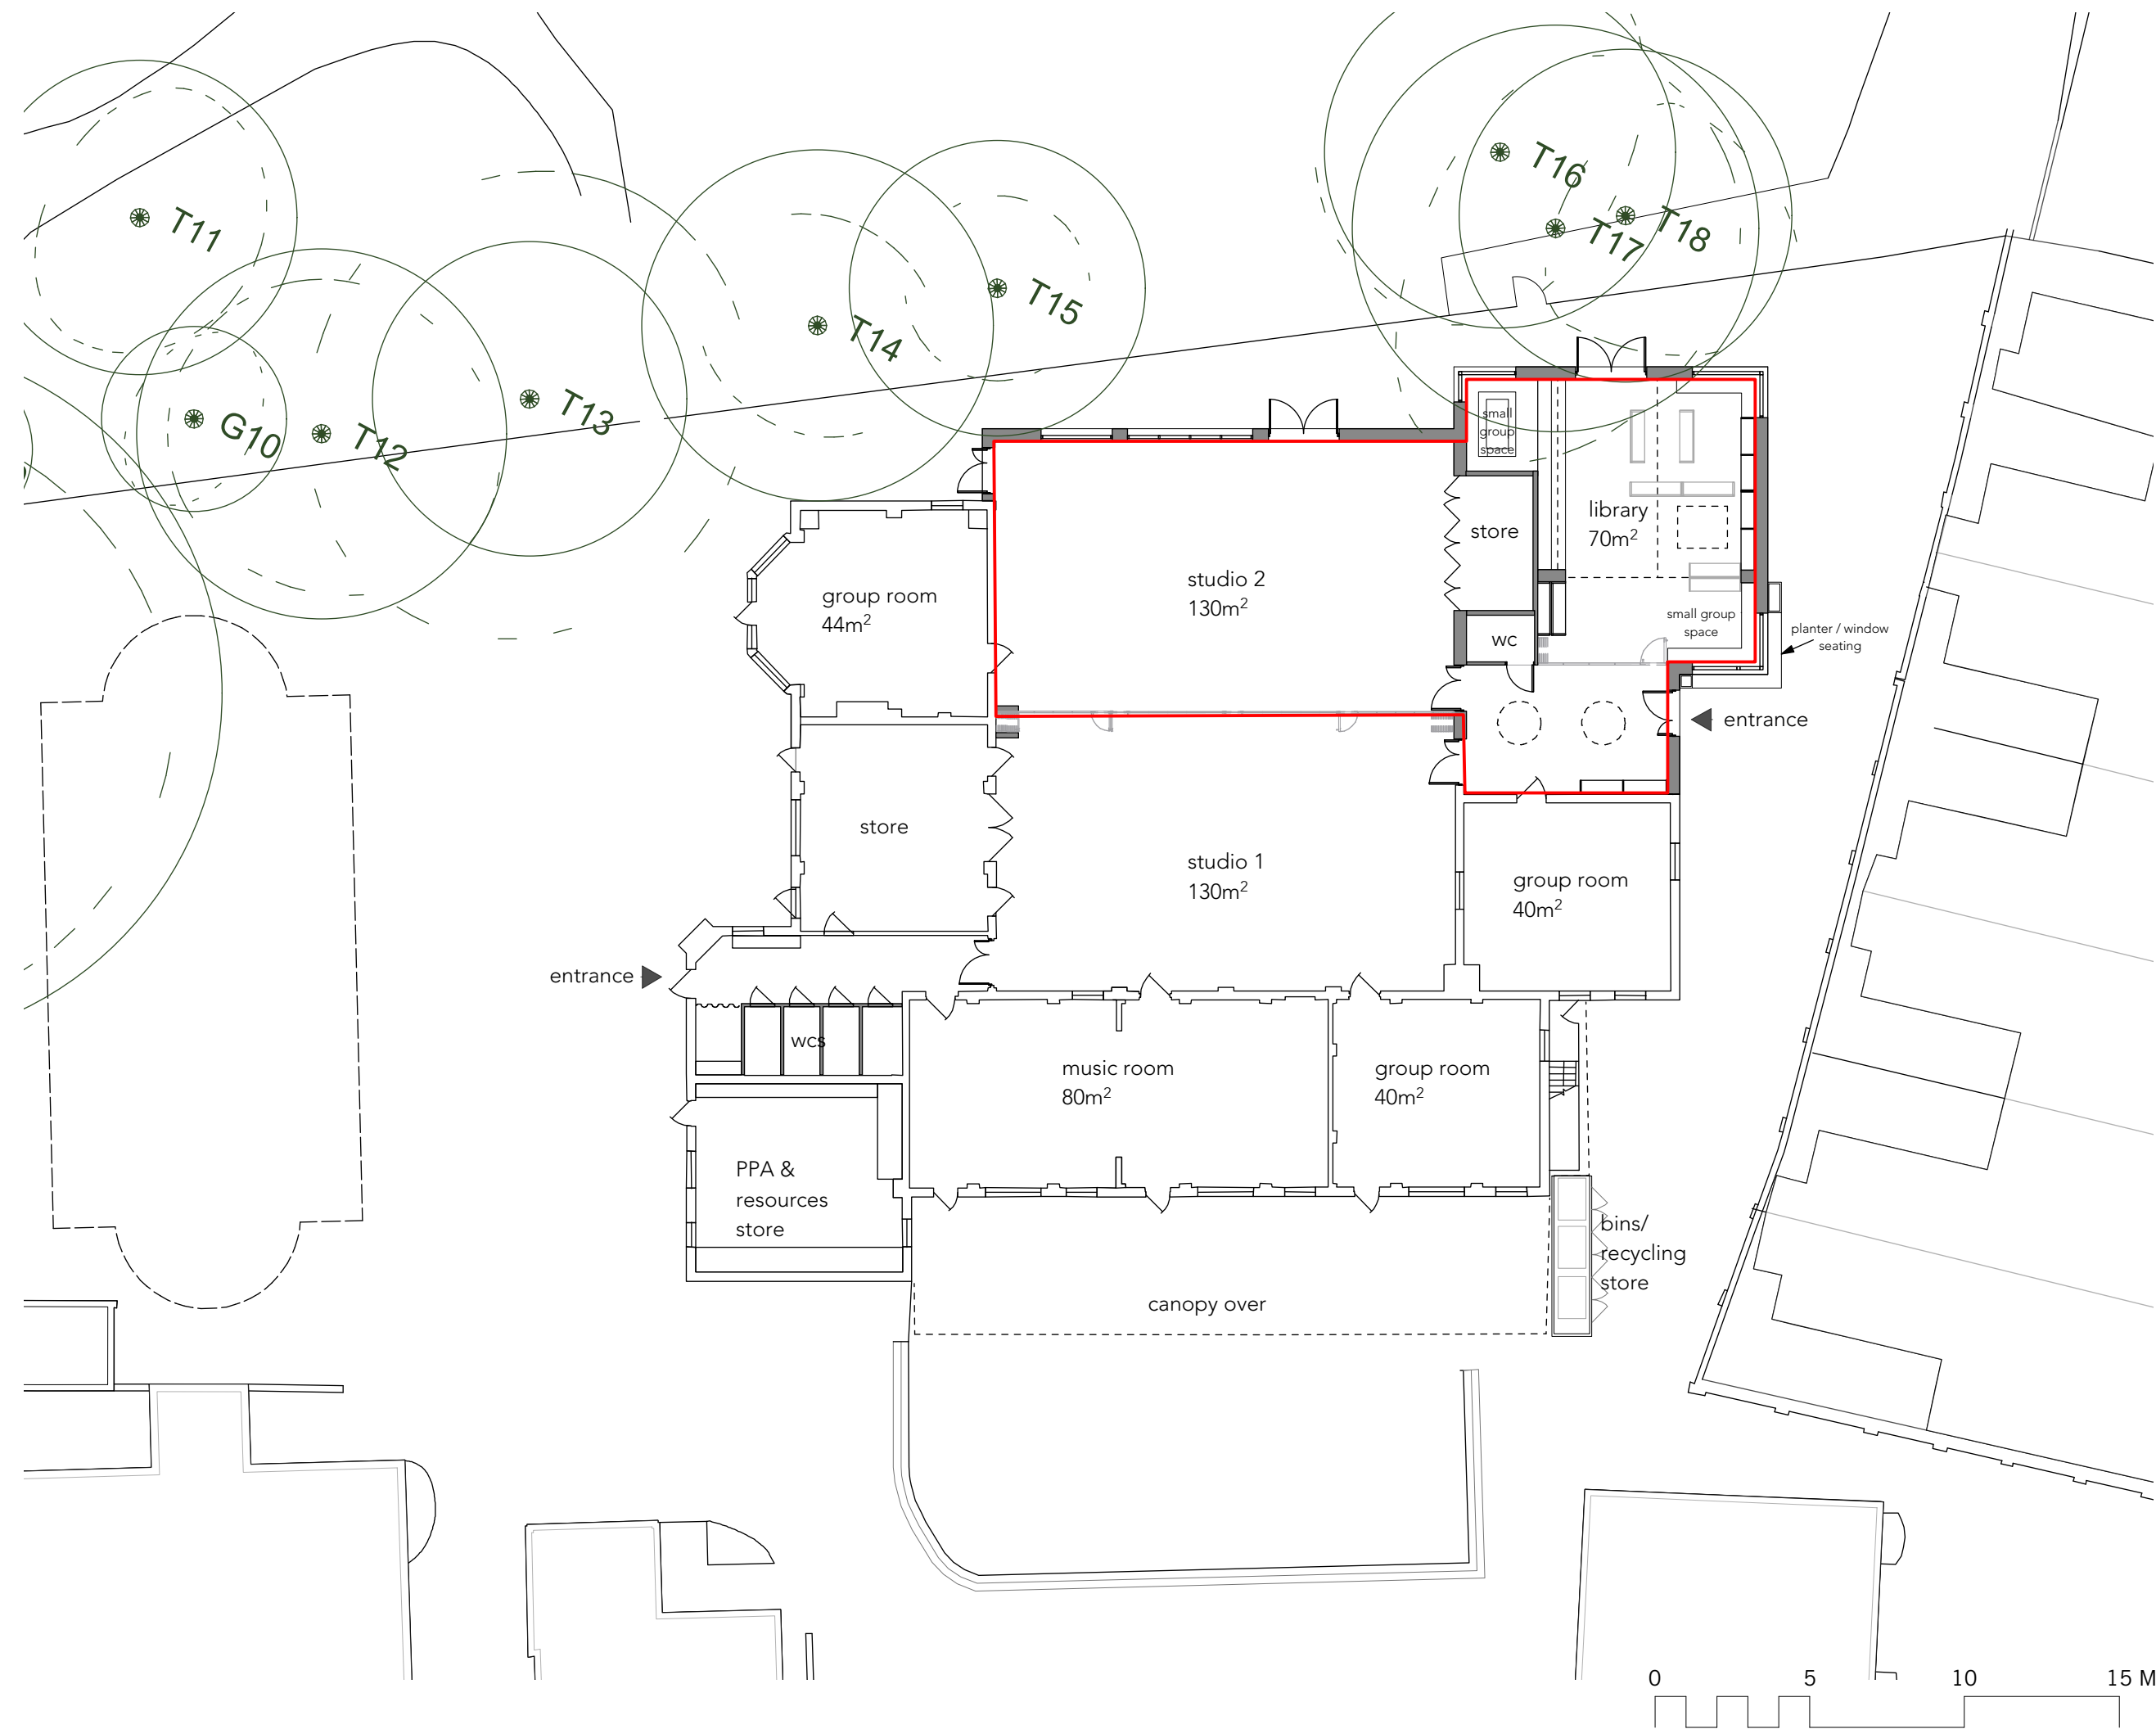 T11
G10
T12
T13
T14
T15
T16
T17
T18
small
group
space
library
70m²
store
studio 2
130m²
group room
44m²
small group
space
planter / window
seating
wc
entrance
store
studio 1
130m²
group room
40m²
entrance
wcs
music room
80m²
group room
40m²
PPA &
resources
store
bins/
recycling
store
canopy over
0 5 10 15 M